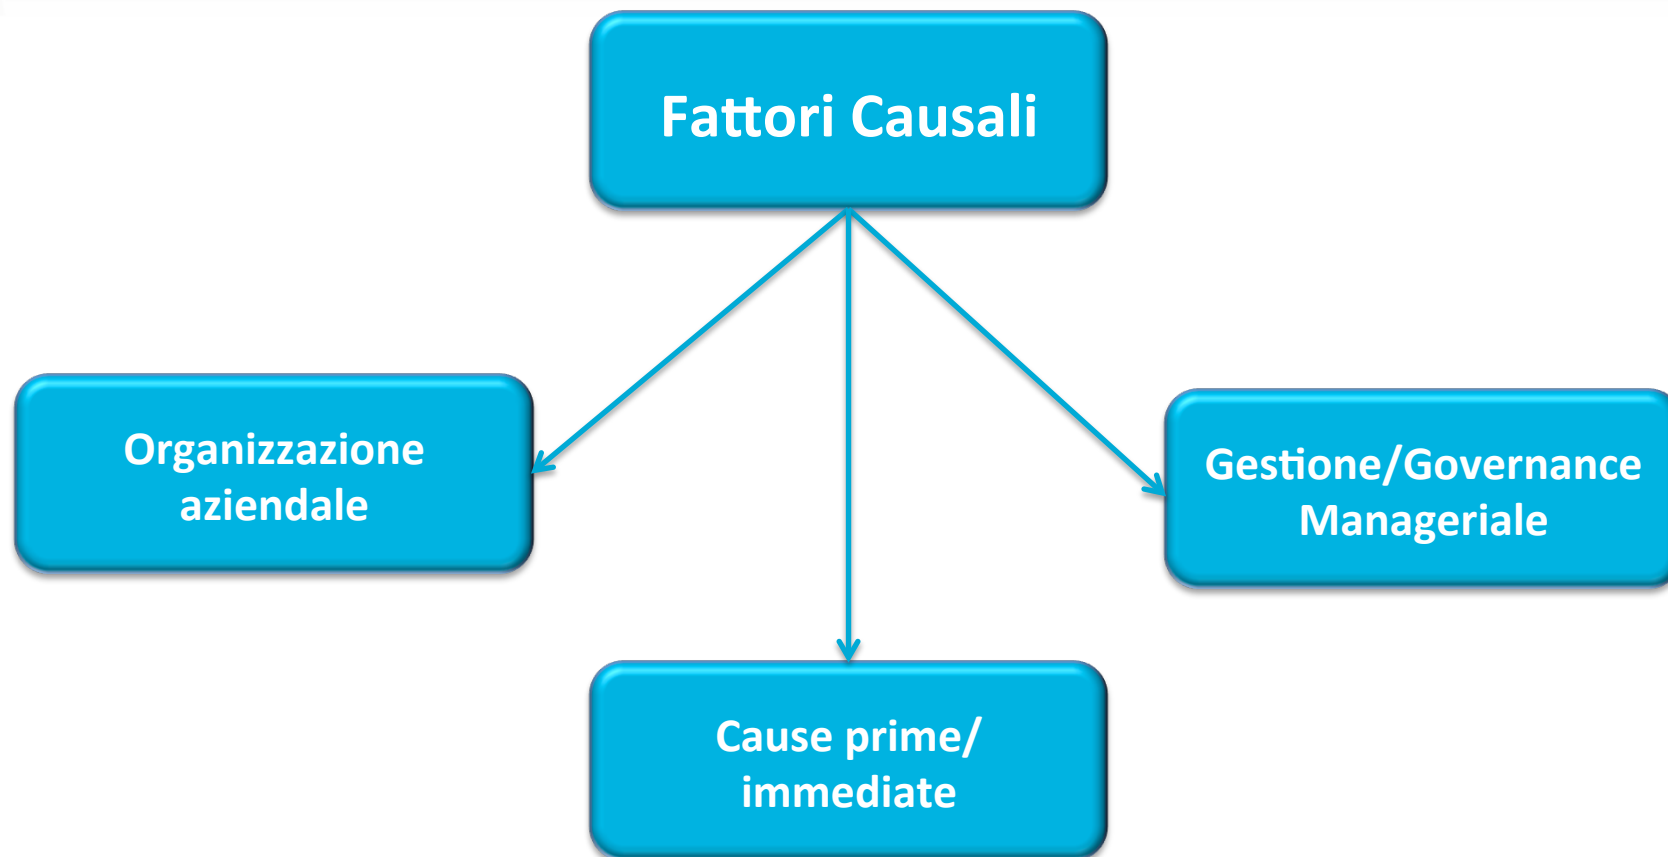 Fattori Causali
Organizzazione
aziendale
Gestione/Governance
Manageriale
Cause prime/
immediate